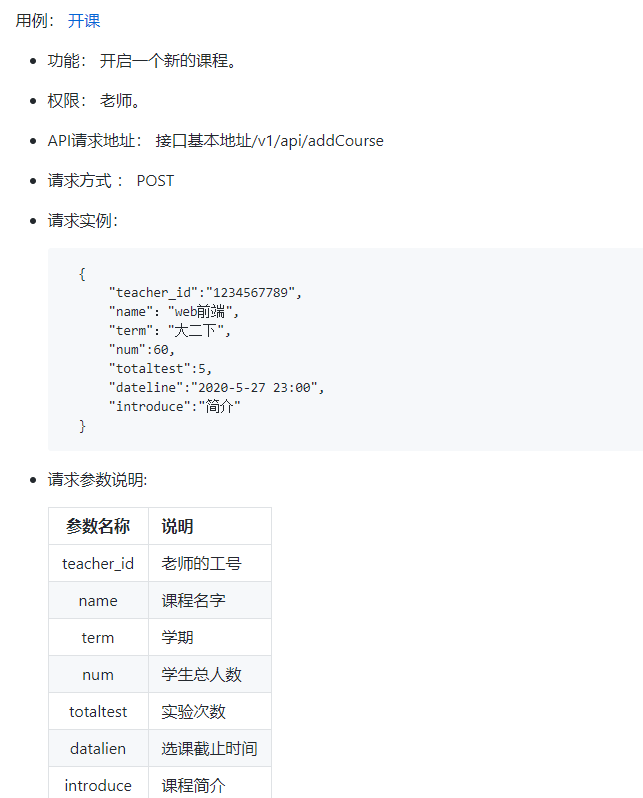 用例： 开课
功能： 开启一个新的课程。
权限： 老师。
API请求地址： 接口基本地址/v1/api/addCourse
请求方式 ： POST
请求实例：
{
"teacher_id":"1234567789",
"name": "web前端",
"term": "大二下",
"num":60,
"totaltest":5,
"dateline":"2020-5-27 23:00",
"introduce":"简介"
}
请求参数说明:
参数名称 说明
teacher_id 老师的工号
name 课程名字
term 学期
num 学生总人数
totaltest 实验次数
datalien 选课截止时间
introduce 课程简介